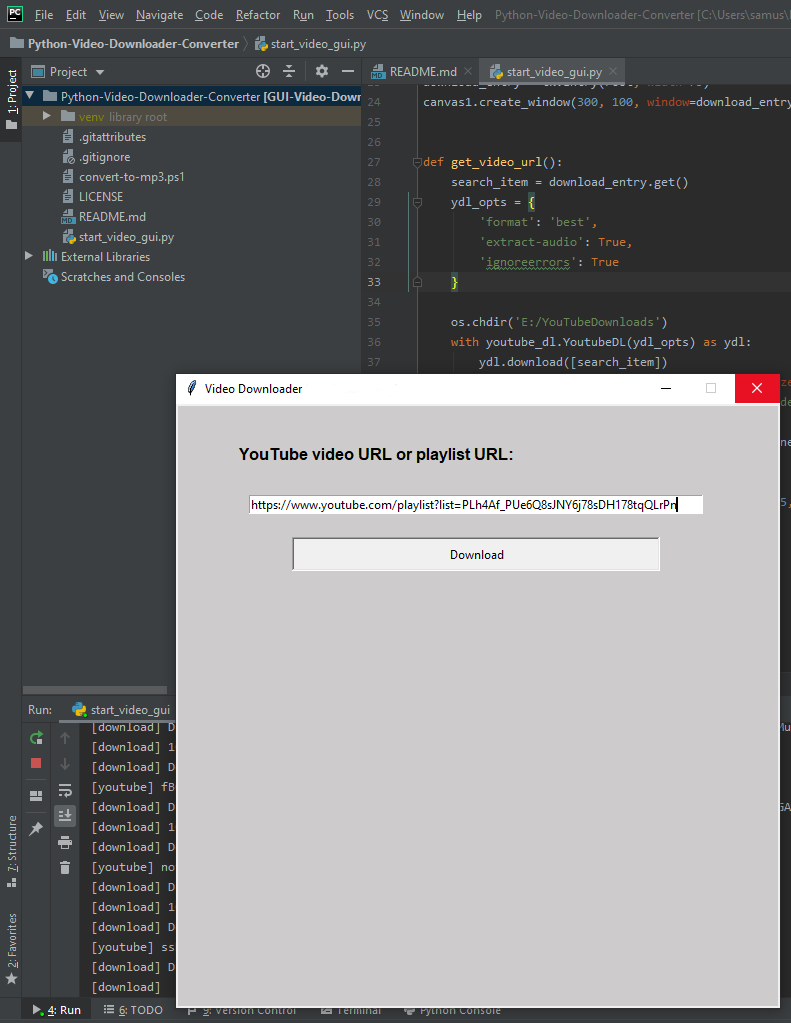 PC File Edit View Navigate Code Refactor Run Tools VCS Window Help Python-Video-Downloader-Converter [C:\Users\samus\
Python-Video-Downloader-Converter start_video_gui.py
1: Project
Project
README.md
start_video_gui.py
Python-Video-Downloader-Converter [GUI-Video-Down
venv library root
.gitattributes
.gitignore
convert-to-mp3.ps1
LICENSE
README.md
start_video_gui.py
External Libraries
Scratches and Consoles
24 canvas1.create_window(300, 100, window=download_entry
25
26
27 def get_video_url():
28 search_item = download_entry.get()
29 ydl_opts = {
30 'format': 'best',
31 'extract-audio': True,
32 'ignoreerrors': True
33 }
34
35 os.chdir('E:/YouTubeDownloads')
36 with youtube_dl.YoutubeDL(ydl_opts) as ydl:
37 ydl.download([search_item])
Video Downloader
YouTube video URL or playlist URL:
https://www.youtube.com/playlist?list=PLh4Af_PUe6Q8sJNY6j78sDH178tqQLrPn
Download
Run: start_video_gui
[download] D
[download] 1
[download] D
[youtube] fB
[download] D
[download] 1
[download] D
[youtube] no
[download] D
[download] 1
[download] D
[youtube] ss
[download] D
[download]
7: Structure
2: Favorites
4: Run 6: TODO 9: Version Control Terminal Python Console